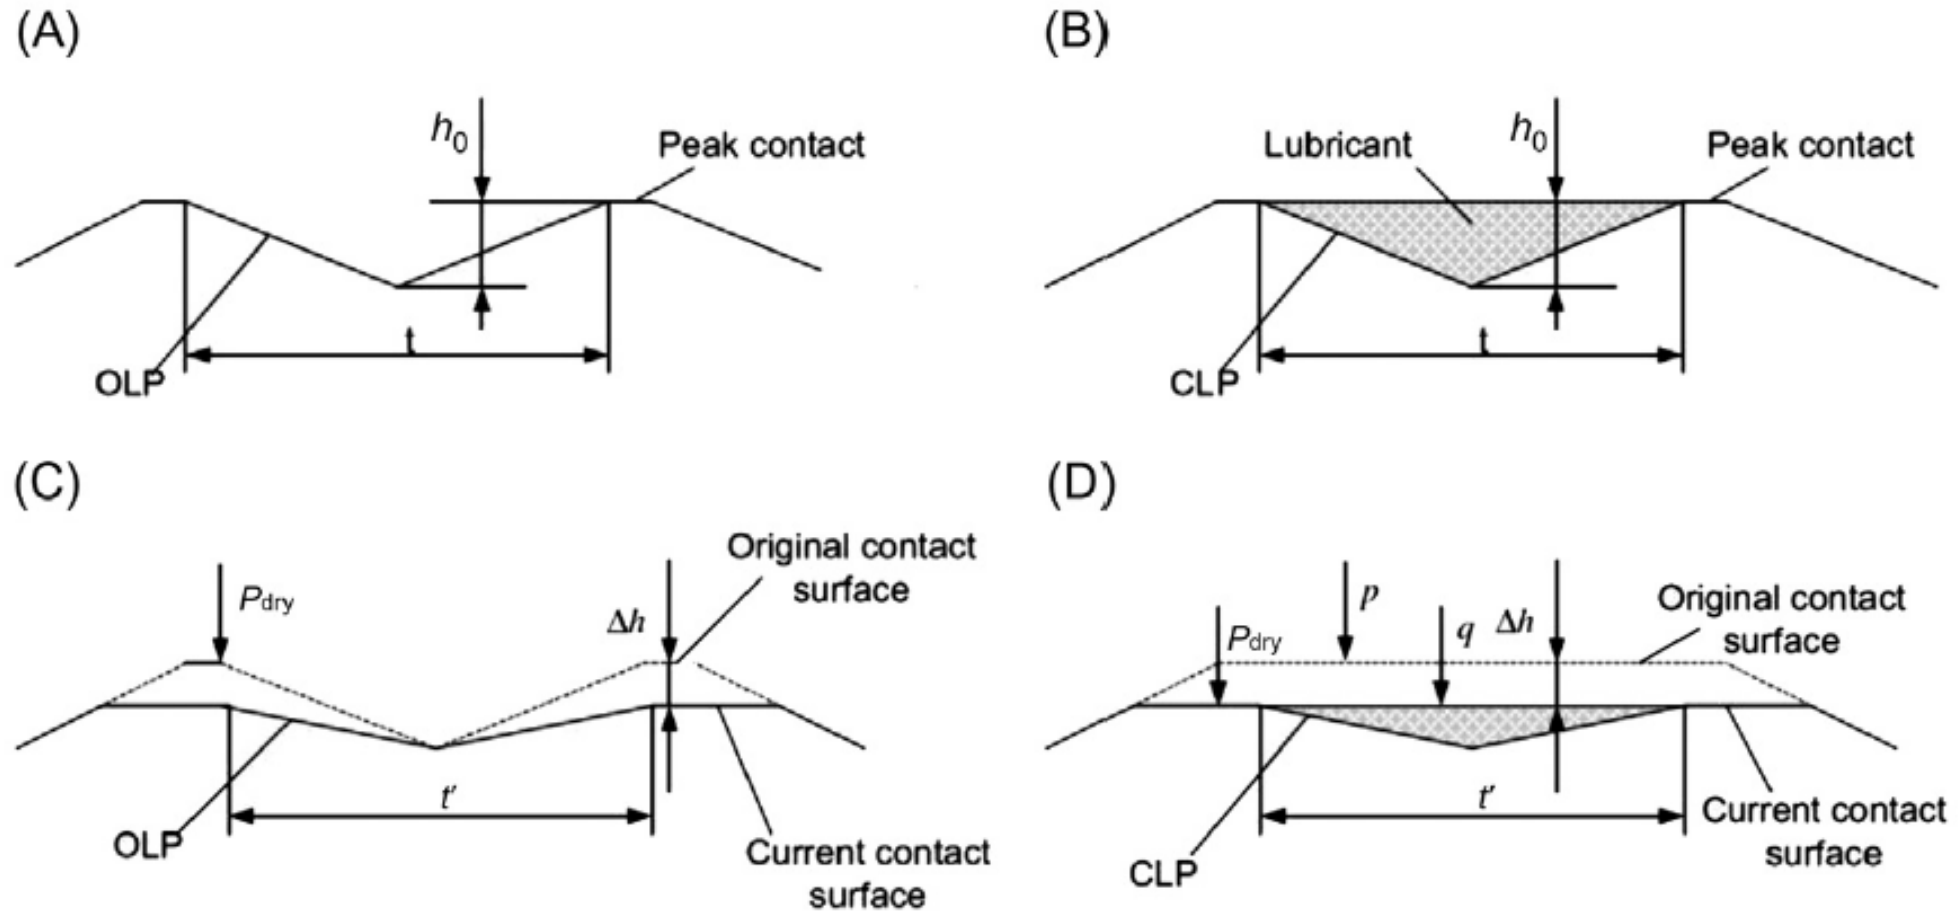 (A)
h0
Peak contact
t
OLP
(B)
Lubricant
h0
Peak contact
t
CLP
(C)
Original contact
surface
Pdry
Δh
t′
OLP
Current contact
surface
(D)
Original contact
surface
p
Pdry
q
Δh
t′
Current contact
surface
CLP